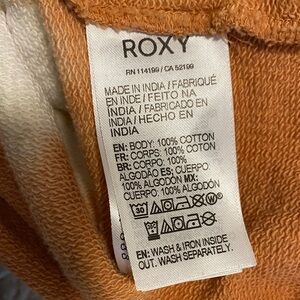 ROXY
RN 114199 / CA 52199
MADE IN INDIA / FABRIQUÉ
EN INDE / FEITO NA
INDIA / FABRICADO EN
INDIA / HECHO EN
INDIA
EN: BODY: 100% COTTON
FR: CORPS: 100% COTON
BR: CORPO: 100%
ALGODÃO ES: CUERPO:
100% ALGODÓN MX:
CUERPO: 100% ALGODÓN
30
EN: WASH & IRON INSIDE
OUT. WASH SEPARATELY.